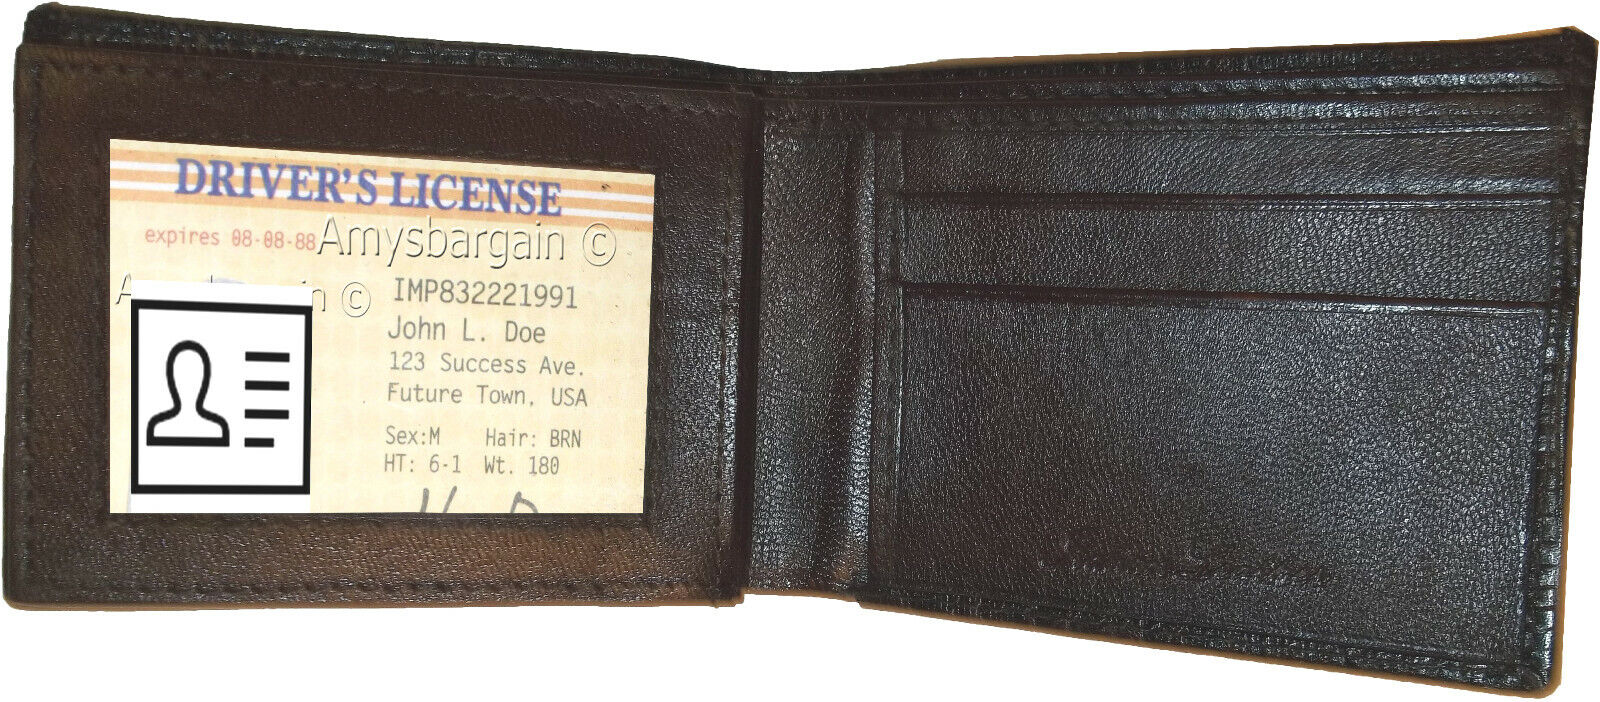 DRIVER'S LICENSE
expires 08-08-88
Amysbargain ©
©
IMP832221991
John L. Doe
123 Success Ave.
Future Town, USA
Sex:M Hair: BRN
HT: 6-1 Wt. 180